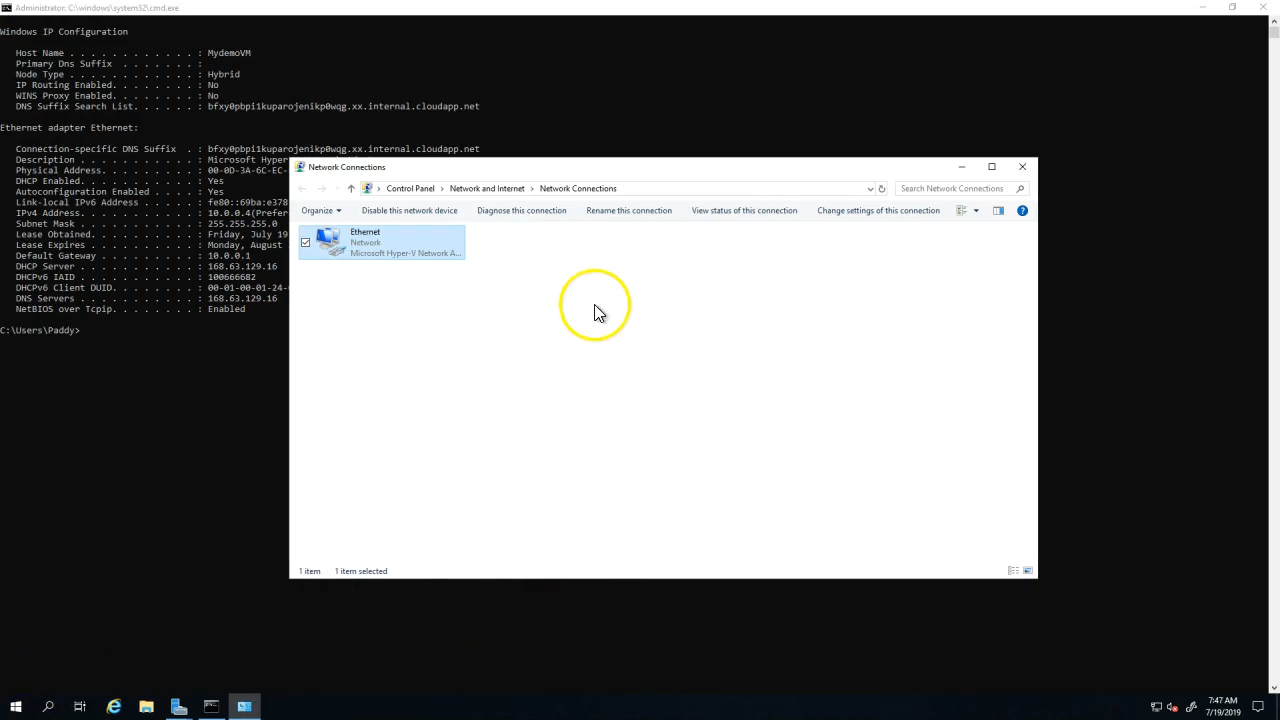 Administrator: C:\windows\system32\cmd.exe
Windows IP Configuration
Host Name . . . . . . . . . . . . : MydemoVM
Primary Dns Suffix . . . . . . . :
Node Type . . . . . . . . . . . . : Hybrid
IP Routing Enabled. . . . . . . . : No
WINS Proxy Enabled. . . . . . . . : No
DNS Suffix Search List. . . . . . : bfxy0pbpi1kuparojenikp0wqg.xx.internal.cloudapp.net
Ethernet adapter Ethernet:
Connection-specific DNS Suffix . : bfxy0pbpi1kuparojenikp0wqg.xx.internal.cloudapp.net
Description . . . . . . . . . . . : Microsoft Hyper-
Physical Address. . . . . . . . . : 00-0D-3A-6C-EC-
DHCP Enabled. . . . . . . . . . . : Yes
Autoconfiguration Enabled . . . . : Yes
Link-local IPv6 Address . . . . . : fe80::69ba:e378
IPv4 Address. . . . . . . . . . . : 10.0.0.4(Prefer
Subnet Mask . . . . . . . . . . . : 255.255.255.0
Lease Obtained. . . . . . . . . . : Friday, July 19
Lease Expires . . . . . . . . . . : Monday, August
Default Gateway . . . . . . . . . : 10.0.0.1
DHCP Server . . . . . . . . . . . : 168.63.129.16
DHCPv6 IAID . . . . . . . . . . . : 100666682
DHCPv6 Client DUID. . . . . . . . : 00-01-00-01-24-
DNS Servers . . . . . . . . . . . : 168.63.129.16
NetBIOS over Tcpip. . . . . . . . : Enabled
C:\Users\Paddy>
Network Connections
Control Panel > Network and Internet > Network Connections
Search Network Connections
Organize Disable this network device Diagnose this connection Rename this connection View status of this connection Change settings of this connection
Ethernet
Network
Microsoft Hyper-V Network A...
1 item 1 item selected
7:47 AM
7/19/2019